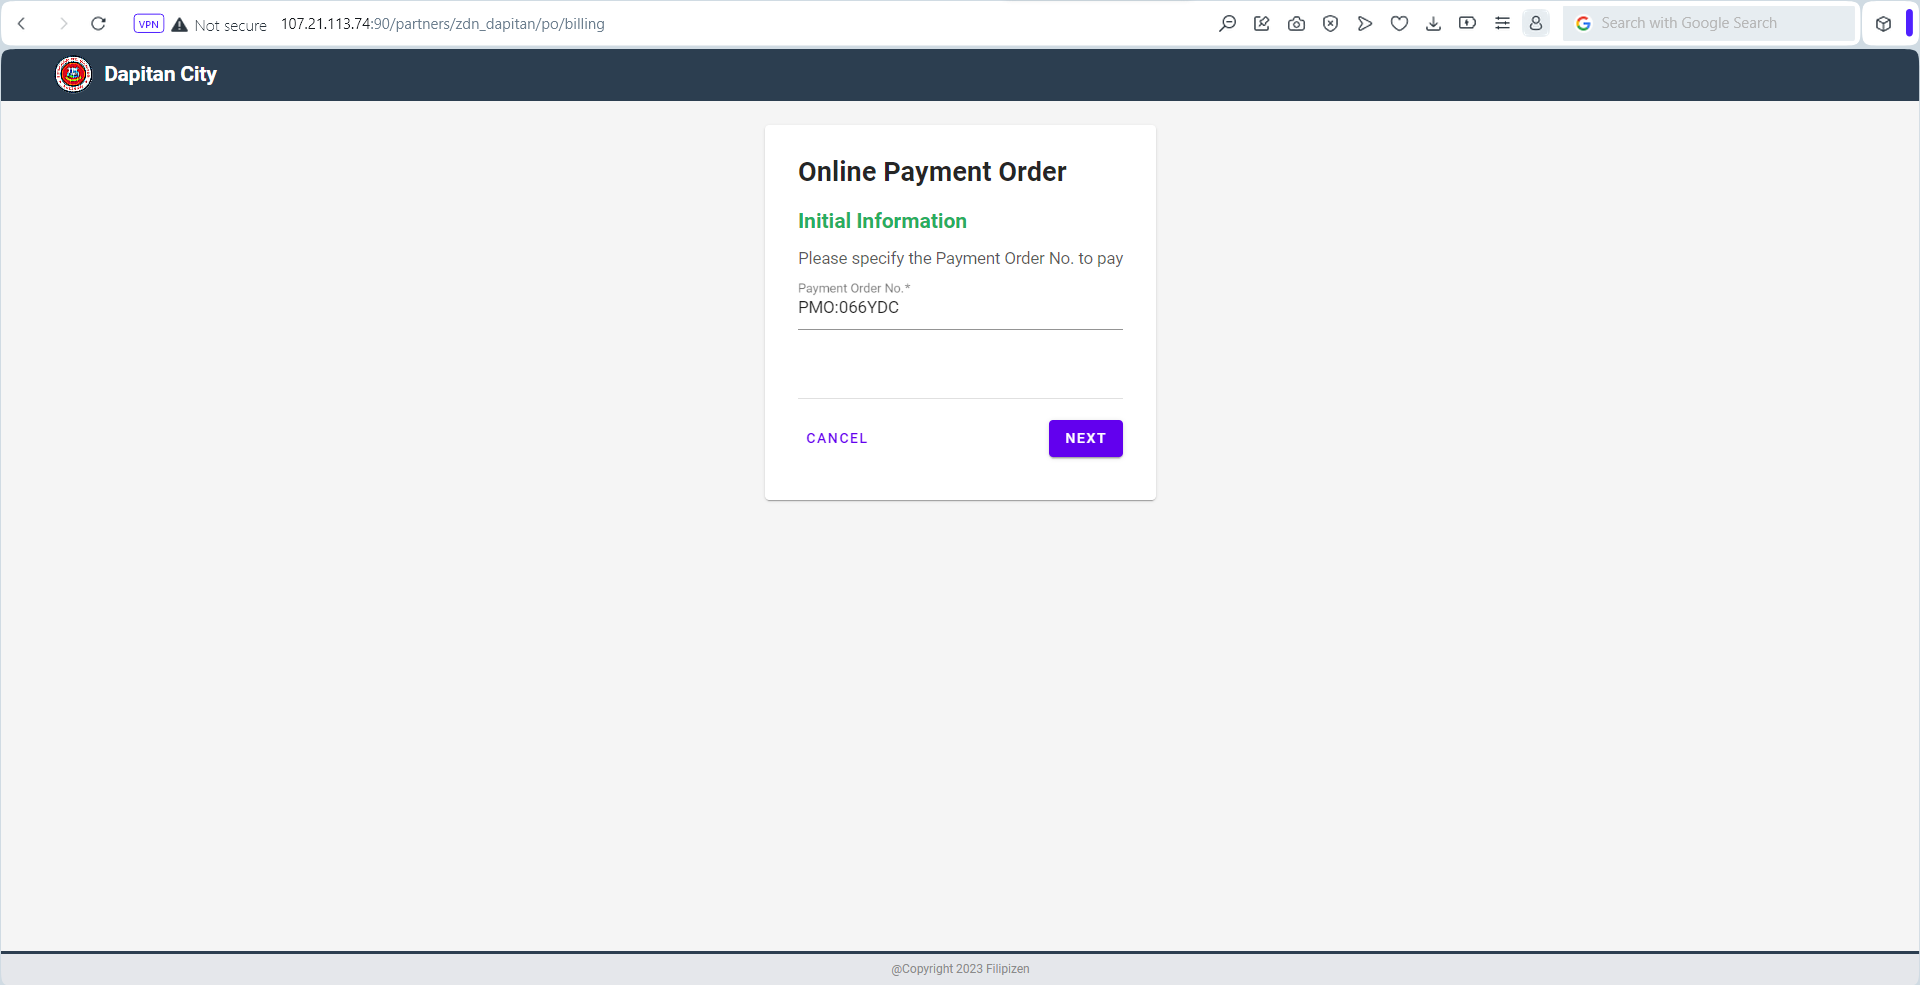 VPN Not secure 107.21.113.74:90/partners/zdn_dapitan/po/billing Search with Google Search
Dapitan City
Online Payment Order
Initial Information
Please specify the Payment Order No. to pay
Payment Order No.*
PMO:066YDC
CANCEL NEXT
@Copyright 2023 Filipizen